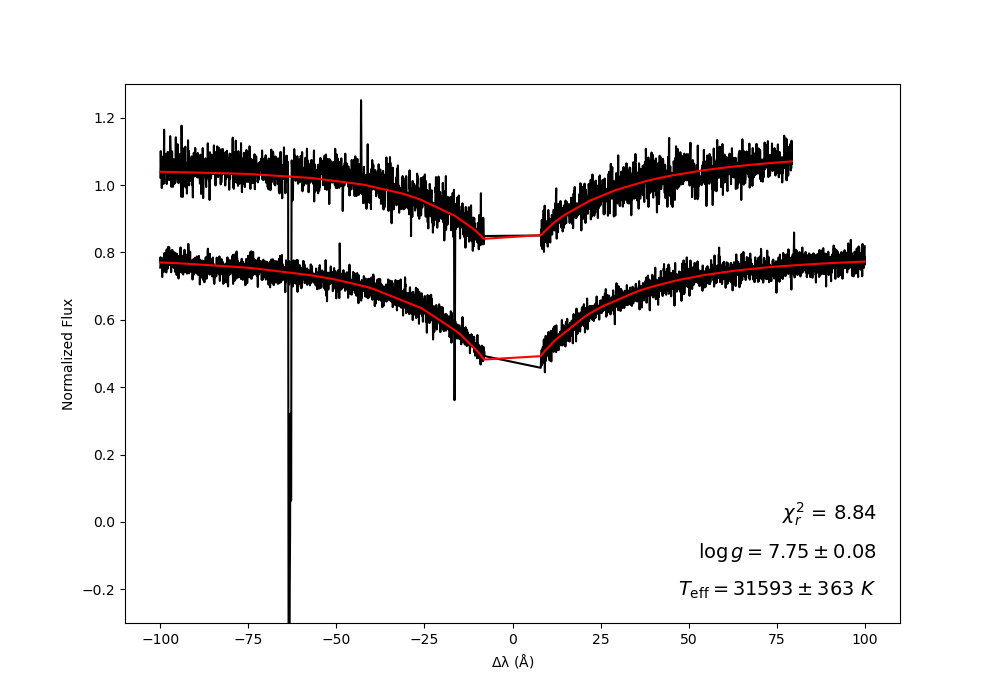 1.2
1.0
0.8
0.6
0.4
0.2
0.0
−0.2
Normalized Flux
χ²ᵣ = 8.84
log g = 7.75 ± 0.08
T_eff = 31593 ± 363 K
−100 −75 −50 −25 0 25 50 75 100
Δλ (Å)